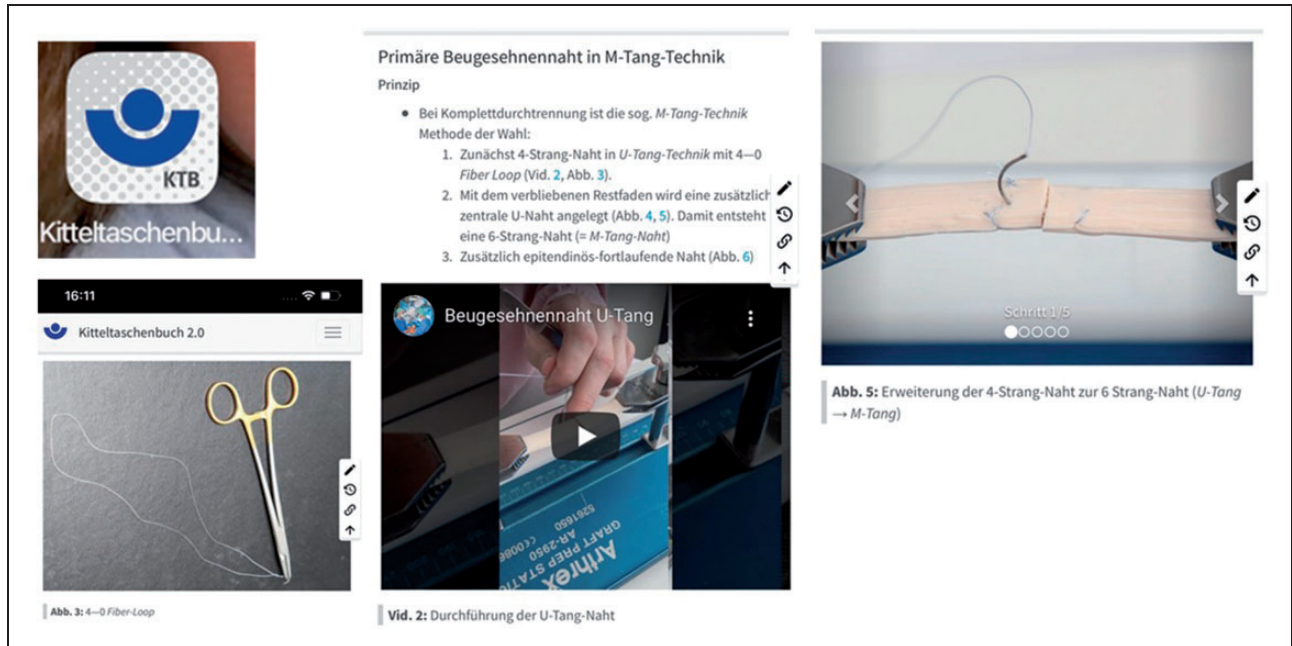 KTB
Kitteltaschenbu...
16:11
Kitteltaschenbuch 2.0
Abb. 3: 4—0 Fiber-Loop
Primäre Beugesehnennaht in M-Tang-Technik
Prinzip
• Bei Komplettdurchtrennung ist die sog. M-Tang-Technik
Methode der Wahl:
1. Zunächst 4-Strang-Naht in U-Tang-Technik mit 4—0
Fiber Loop (Vid. 2, Abb. 3).
2. Mit dem verbliebenen Restfaden wird eine zusätzlich
zentrale U-Naht angelegt (Abb. 4, 5). Damit entsteht
eine 6-Strang-Naht (= M-Tang-Naht)
3. Zusätzlich epitendinös-fortlaufende Naht (Abb. 6)
Beugesehnennaht U-Tang
Arthrex
GRAFT PREP STATIO
AR-2950
5261650
Vid. 2: Durchführung der U-Tang-Naht
Schritt 1/5
Abb. 5: Erweiterung der 4-Strang-Naht zur 6 Strang-Naht (U-Tang
→ M-Tang)